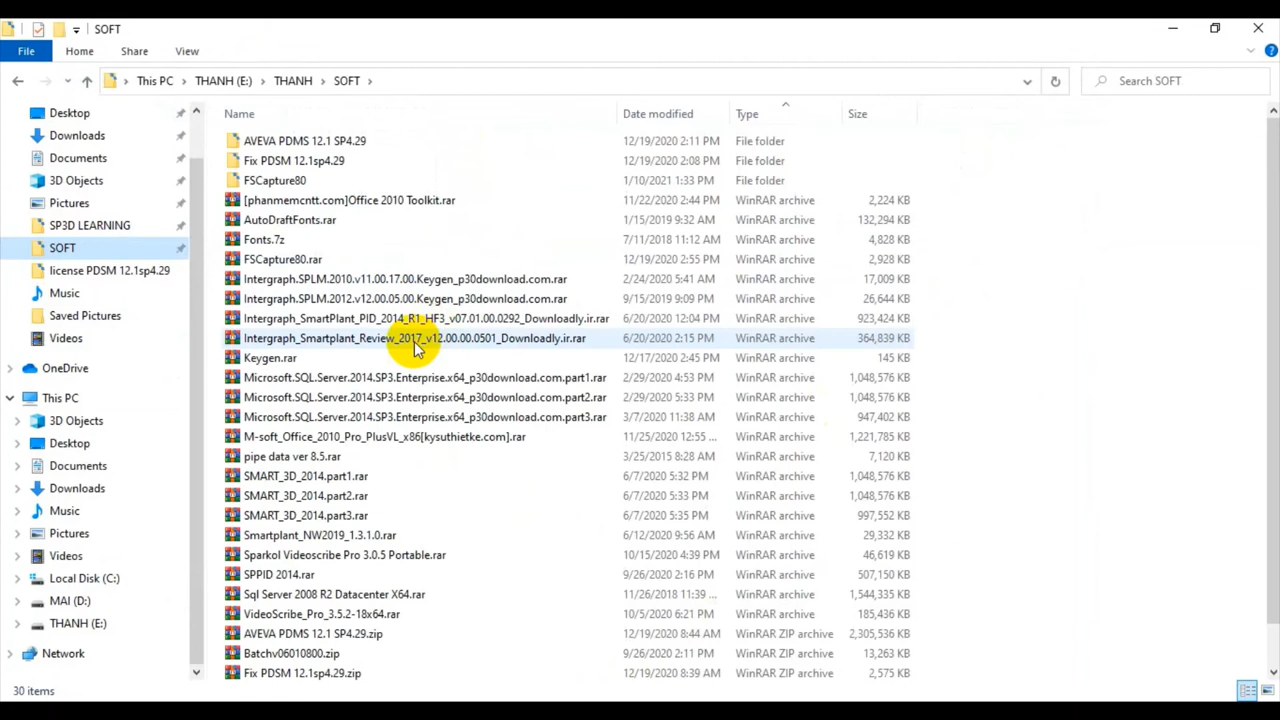 SOFT
File Home Share View
This PC THANH (E:) THANH SOFT
Search SOFT
Name Date modified Type Size
Desktop
Downloads
Documents
3D Objects
Pictures
SP3D LEARNING
SOFT
license PDSM 12.1sp4.29
Music
Saved Pictures
Videos
OneDrive
This PC
3D Objects
Desktop
Documents
Downloads
Music
Pictures
Videos
Local Disk (C:)
MAI (D:)
THANH (E:)
Network
AVEVA PDMS 12.1 SP4.29 12/19/2020 2:11 PM File folder
Fix PDSM 12.1sp4.29 12/19/2020 2:08 PM File folder
FSCapture80 1/10/2021 1:33 PM File folder
[phanmemcntt.com]Office 2010 Toolkit.rar 11/22/2020 2:44 PM WinRAR archive 2,224 KB
AutoDraftFonts.rar 1/15/2019 9:32 AM WinRAR archive 132,294 KB
Fonts.7z 7/11/2018 11:12 AM WinRAR archive 4,828 KB
FSCapture80.rar 12/19/2020 2:55 PM WinRAR archive 2,928 KB
Intergraph.SPLM.2010.v11.00.17.00.Keygen_p30download.com.rar 2/24/2020 5:41 AM WinRAR archive 17,009 KB
Intergraph.SPLM.2012.v12.00.05.00.Keygen_p30download.com.rar 9/15/2019 9:09 PM WinRAR archive 26,644 KB
Intergraph_SmartPlant_PID_2014_R1_HF3_v07.01.00.0292_Downloadly.ir.rar 6/20/2020 12:04 PM WinRAR archive 923,424 KB
Intergraph_Smartplant_Review_2017_v12.00.00.0501_Downloadly.ir.rar 6/20/2020 2:15 PM WinRAR archive 364,839 KB
Keygen.rar 12/17/2020 2:45 PM WinRAR archive 145 KB
Microsoft.SQL.Server.2014.SP3.Enterprise.x64_p30download.com.part1.rar 2/29/2020 4:53 PM WinRAR archive 1,048,576 KB
Microsoft.SQL.Server.2014.SP3.Enterprise.x64_p30download.com.part2.rar 2/29/2020 5:33 PM WinRAR archive 1,048,576 KB
Microsoft.SQL.Server.2014.SP3.Enterprise.x64_p30download.com.part3.rar 3/7/2020 11:38 AM WinRAR archive 947,402 KB
M-soft_Office_2010_Pro_PlusVL_x86[kysuthietke.com].rar 11/25/2020 12:55 ... WinRAR archive 1,221,785 KB
pipe data ver 8.5.rar 3/25/2015 8:28 AM WinRAR archive 7,120 KB
SMART_3D_2014.part1.rar 6/7/2020 5:32 PM WinRAR archive 1,048,576 KB
SMART_3D_2014.part2.rar 6/7/2020 5:33 PM WinRAR archive 1,048,576 KB
SMART_3D_2014.part3.rar 6/7/2020 5:35 PM WinRAR archive 997,552 KB
Smartplant_NW2019_1.3.1.0.rar 6/12/2020 9:56 AM WinRAR archive 29,332 KB
Sparkol Videoscribe Pro 3.0.5 Portable.rar 10/15/2020 4:39 PM WinRAR archive 46,619 KB
SPPID 2014.rar 9/26/2020 2:16 PM WinRAR archive 507,150 KB
Sql Server 2008 R2 Datacenter X64.rar 11/26/2018 11:39 ... WinRAR archive 1,544,335 KB
VideoScribe_Pro_3.5.2-18x64.rar 10/5/2020 6:21 PM WinRAR archive 185,436 KB
AVEVA PDMS 12.1 SP4.29.zip 12/19/2020 8:44 AM WinRAR ZIP archive 2,305,536 KB
Batchv06010800.zip 9/26/2020 2:11 PM WinRAR ZIP archive 13,263 KB
Fix PDSM 12.1sp4.29.zip 12/19/2020 8:39 AM WinRAR ZIP archive 2,575 KB
30 items